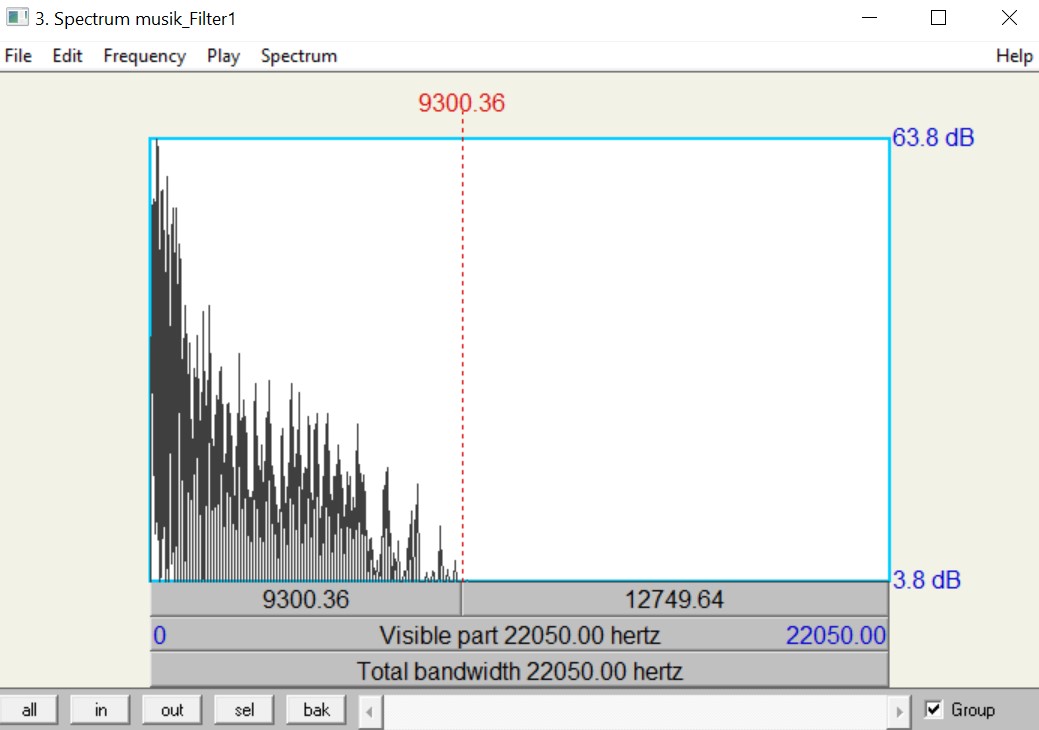 3. Spectrum musik_Filter1
File Edit Frequency Play Spectrum Help
9300.36
63.8 dB
3.8 dB
9300.36 12749.64
0 Visible part 22050.00 hertz 22050.00
Total bandwidth 22050.00 hertz
all in out sel bak Group